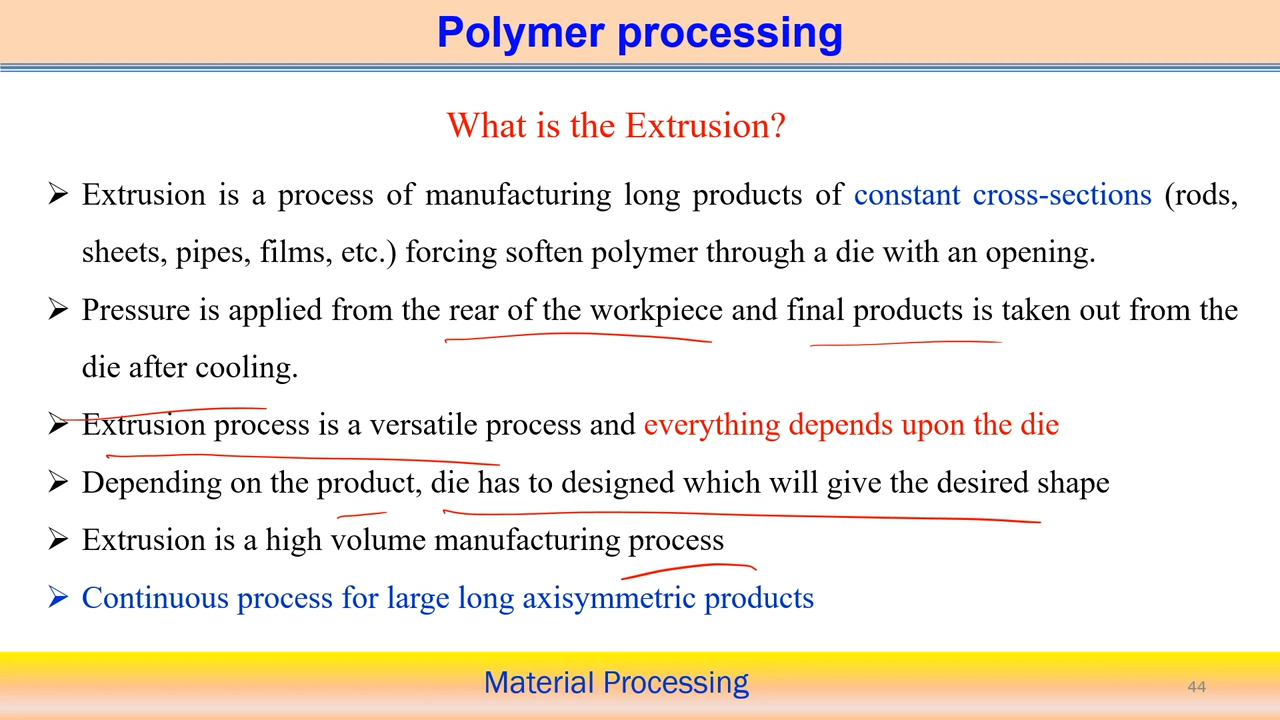 Polymer processing
What is the Extrusion?
➢ Extrusion is a process of manufacturing long products of constant cross-sections (rods,
sheets, pipes, films, etc.) forcing soften polymer through a die with an opening.
➢ Pressure is applied from the rear of the workpiece and final products is taken out from the
die after cooling.
➢ Extrusion process is a versatile process and everything depends upon the die
➢ Depending on the product, die has to designed which will give the desired shape
➢ Extrusion is a high volume manufacturing process
➢ Continuous process for large long axisymmetric products
Material Processing
44